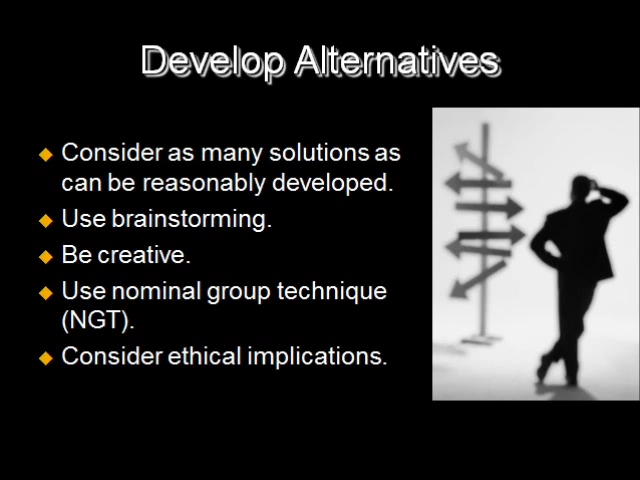 Develop Alternatives
Consider as many solutions as
can be reasonably developed.
Use brainstorming.
Be creative.
Use nominal group technique
(NGT).
Consider ethical implications.